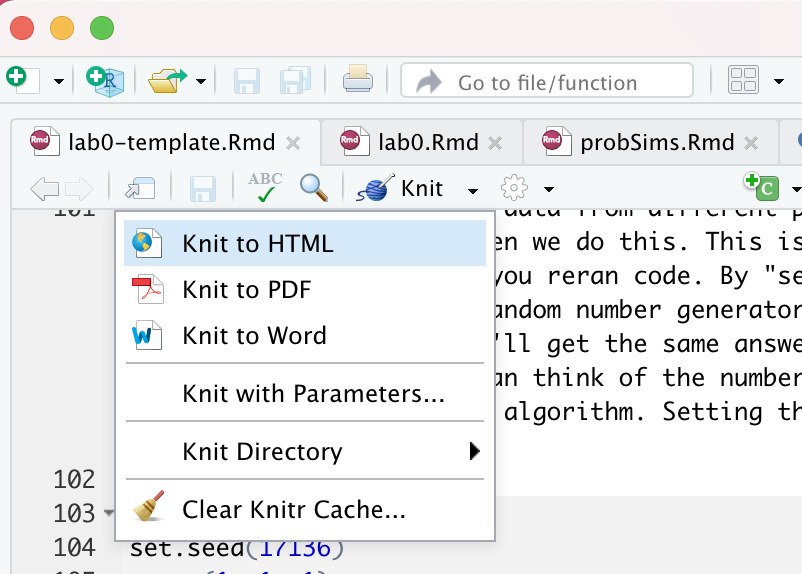 Go to file/function
Rmd lab0-template.Rmd
Rmd lab0.Rmd
Rmd probSims.Rmd
ABC
Knit
C
data from different p
Knit to HTML
en we do this. This is
you reran code. By "se
Knit to PDF
andom number generator
Knit to Word
'll get the same answe
an think of the number
Knit with Parameters...
algorithm. Setting th
Knit Directory
102
103
Clear Knitr Cache...
104 set.seed(17136)